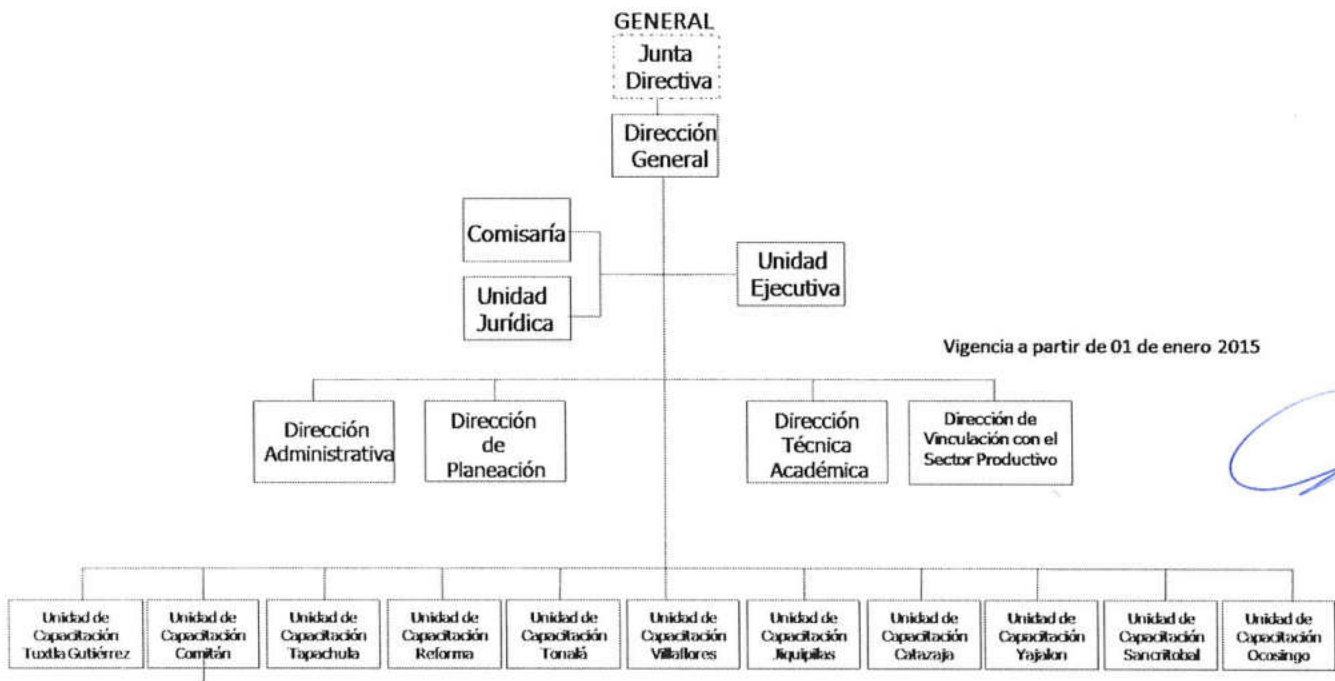 GENERAL
Junta
Directiva
Dirección
General
Comisaría
Unidad
Jurídica
Unidad
Ejecutiva
Vigencia a partir de 01 de enero 2015
Dirección
Administrativa
Dirección
de
Planeación
Dirección
Técnica
Académica
Dirección de
Vinculación con el
Sector Productivo
Unidad de
Capacitación
Tuxtla Gutiérrez
Unidad de
Capacitación
Comitán
Unidad de
Capacitación
Tapachula
Unidad de
Capacitación
Reforma
Unidad de
Capacitación
Tonalá
Unidad de
Capacitación
Villaflores
Unidad de
Capacitación
Jiquipilas
Unidad de
Capacitación
Catazaja
Unidad de
Capacitación
Yajalon
Unidad de
Capacitación
Sancritobal
Unidad de
Capacitación
Ocosingo